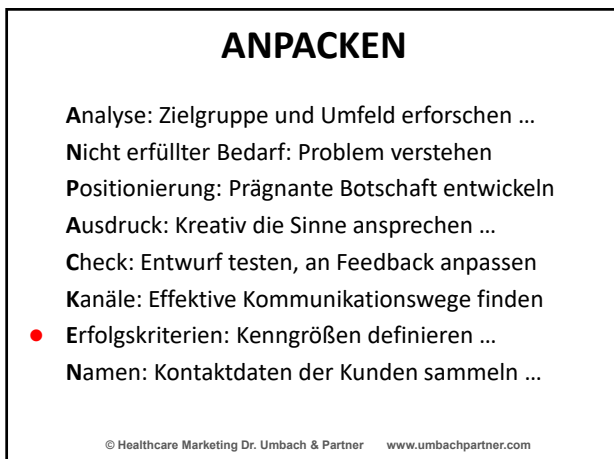 ANPACKEN
Analyse: Zielgruppe und Umfeld erforschen …
Nicht erfüllter Bedarf: Problem verstehen
Positionierung: Prägnante Botschaft entwickeln
Ausdruck: Kreativ die Sinne ansprechen …
Check: Entwurf testen, an Feedback anpassen
Kanäle: Effektive Kommunikationswege finden
Erfolgskriterien: Kenngrößen definieren …
Namen: Kontaktdaten der Kunden sammeln …
© Healthcare Marketing Dr. Umbach & Partner www.umbachpartner.com